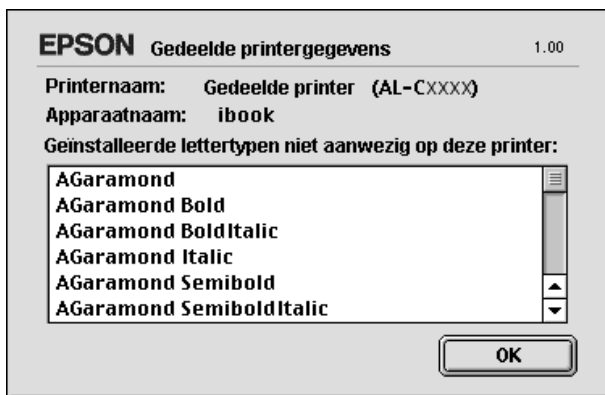 EPSON Gedeelde printergegevens 1.00
Printernaam: Gedeelde printer (AL-CXXXX)
Apparaatnaam: ibook
Geïnstalleerde lettertypen niet aanwezig op deze printer:
AGaramond
AGaramond Bold
AGaramond BoldItalic
AGaramond Italic
AGaramond Semibold
AGaramond SemiboldItalic
OK